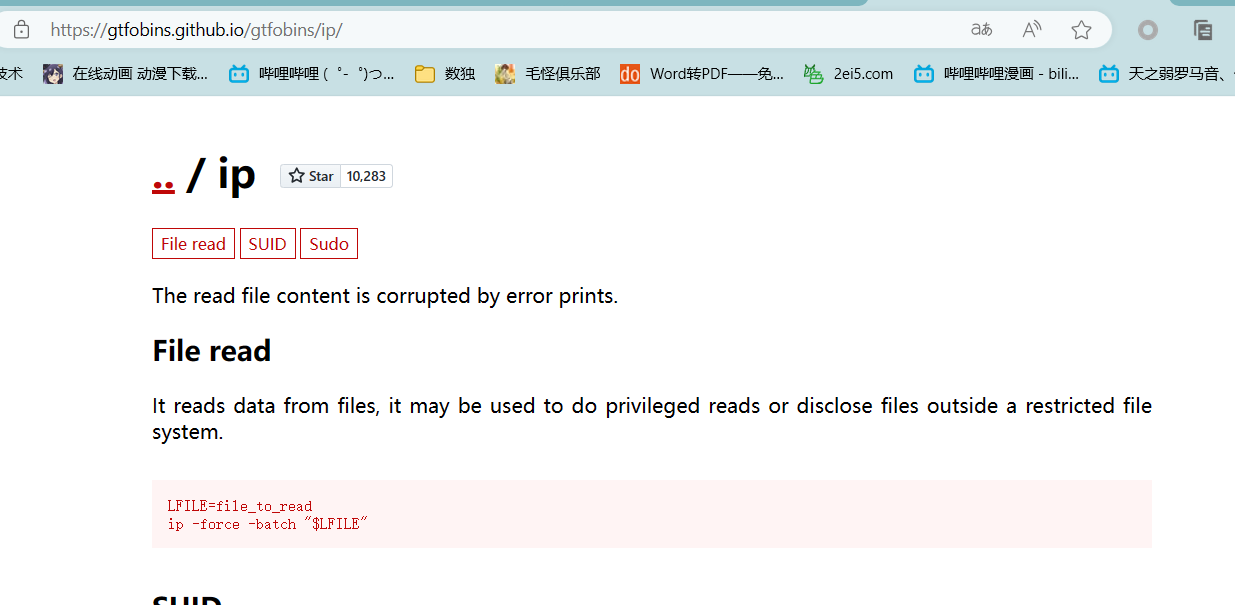 https://gtfobins.github.io/gtfobins/ip/
技术 在线动画 动漫下载... 哔哩哔哩 ( ゜- ゜)つ... 数独 毛怪俱乐部 do Word转PDF——免... 2ei5.com 哔哩哔哩漫画 - bili... 天之弱罗马音、
.. / ip Star 10,283
File read SUID Sudo
The read file content is corrupted by error prints.
File read
It reads data from files, it may be used to do privileged reads or disclose files outside a restricted file
system.
LFILE=file_to_read
ip -force -batch "$LFILE"
SUID